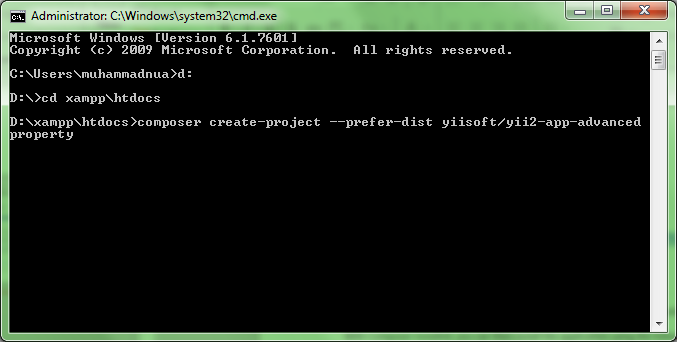 Administrator: C:\Windows\system32\cmd.exe
Microsoft Windows [Version 6.1.7601]
Copyright (c) 2009 Microsoft Corporation.  All rights reserved.
C:\Users\muhammadnua>d:
D:\>cd xampp\htdocs
D:\xampp\htdocs>composer create-project --prefer-dist yiisoft/yii2-app-advanced
property